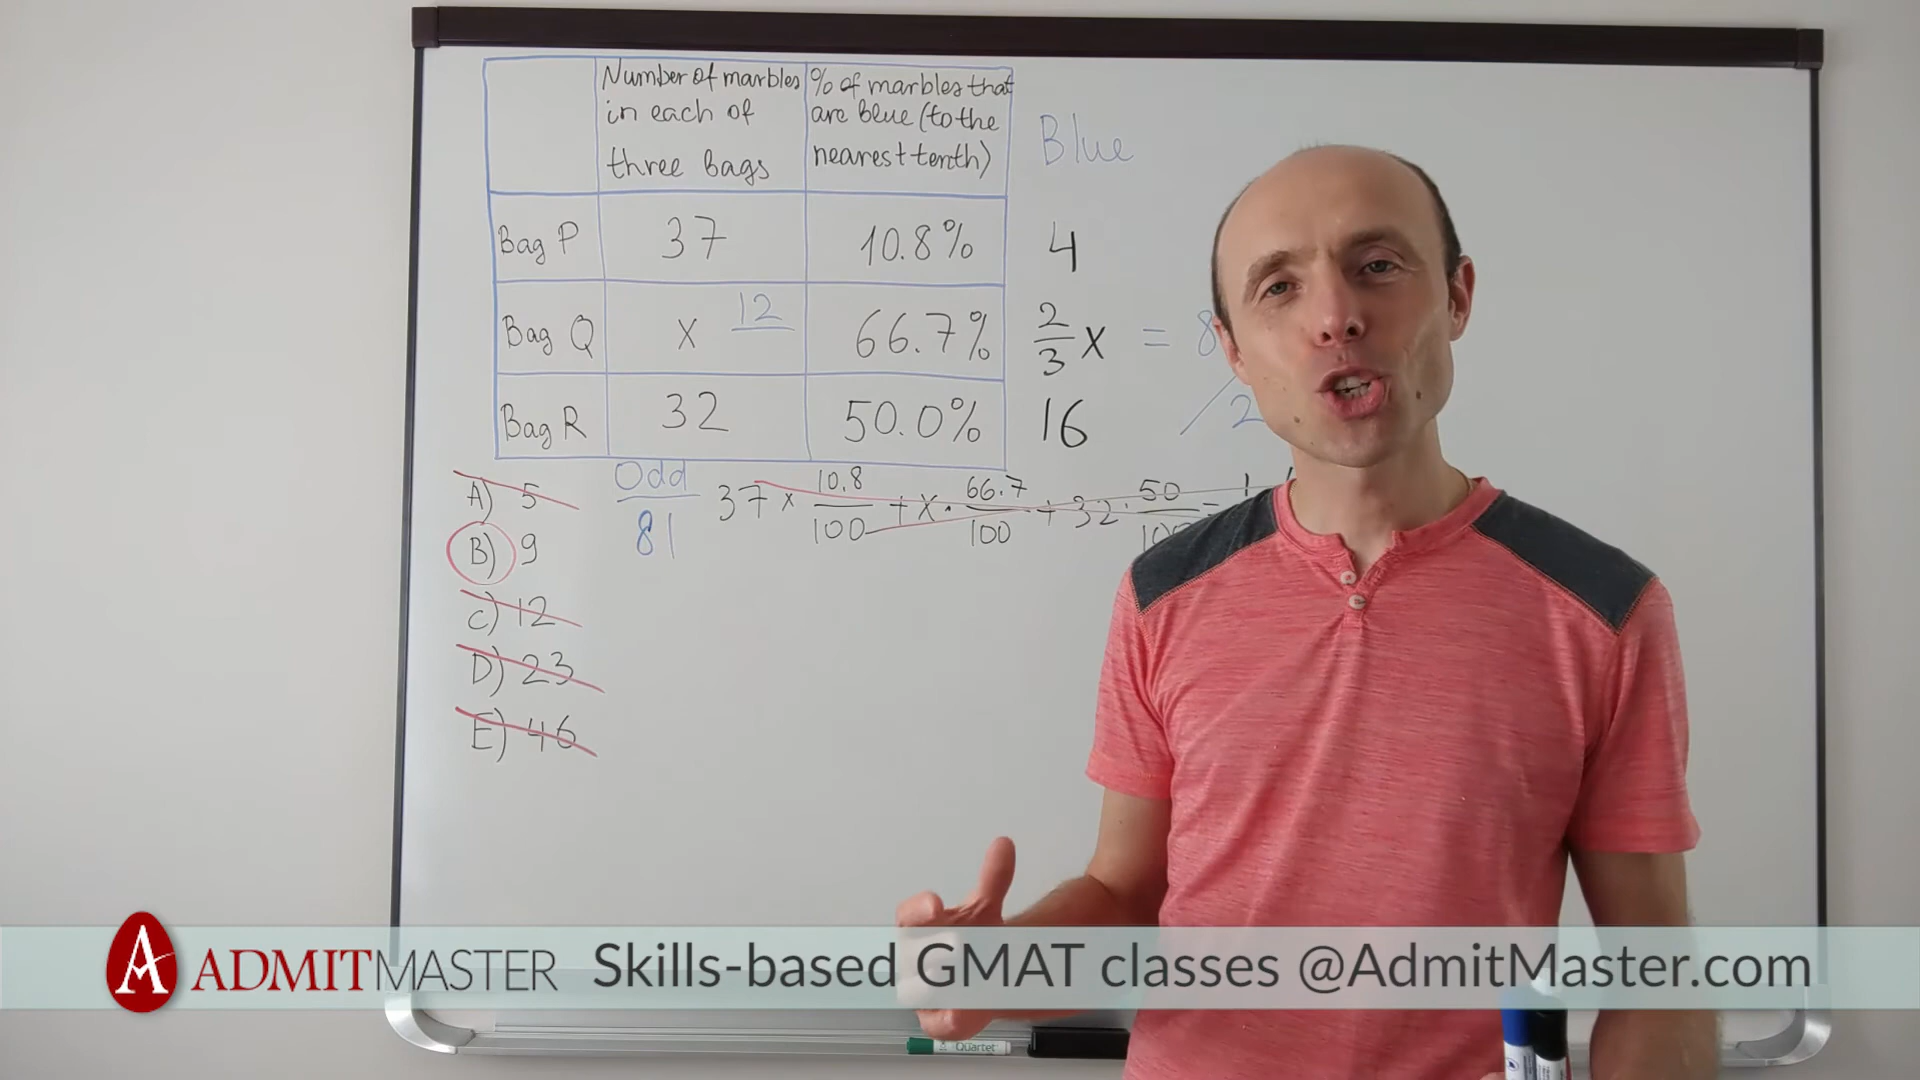 Number of marbles
in each of
three bags
% of marbles that
are blue (to the
nearest tenth)
Blue
Bag P
37
10.8%
4
Bag Q
x
12
66.7%
2/3 x = 8
Bag R
32
50.0%
16
2
A) 5
Odd
81
37 x 10.8/100 + x · 66.7/100 + 32 · 50/
B) 9
C) 12
D) 23
E) 46
ADMITMASTER
Skills-based GMAT classes @AdmitMaster.com
Quartet